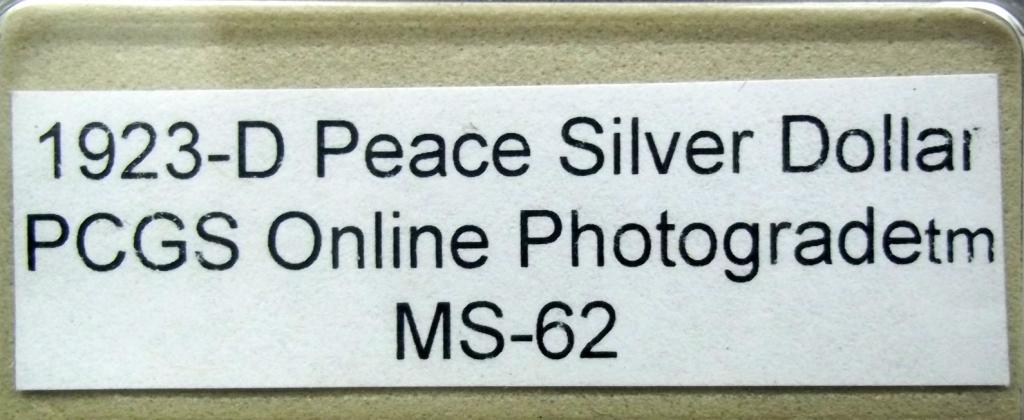 1923-D Peace Silver Dollar
PCGS Online Photogradetm
MS-62